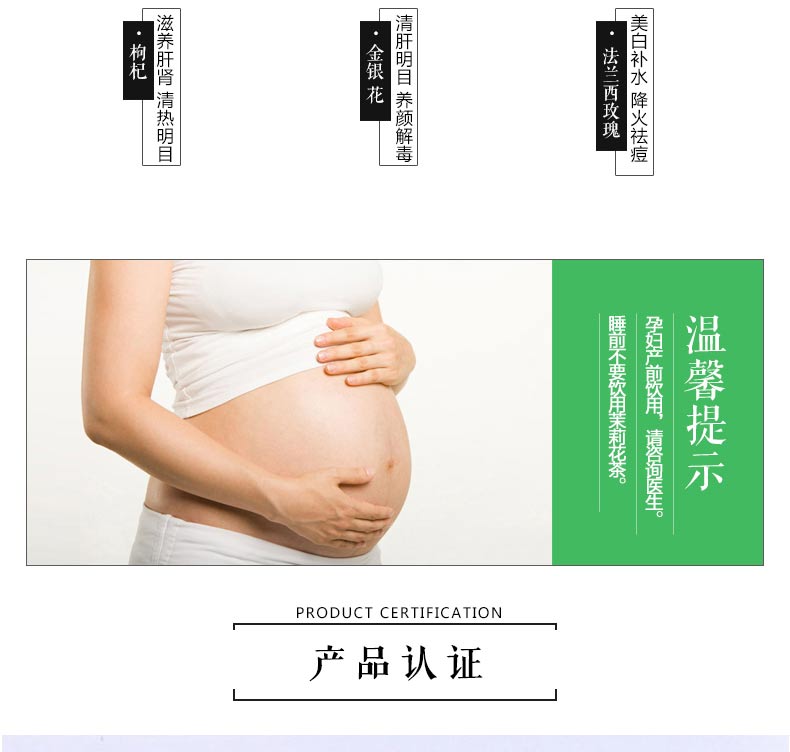 ·枸杞
滋养肝肾 清热明目
·金银花
清肝明目 养颜解毒
·法兰西玫瑰
美白补水 降火祛痘
温馨提示
孕妇产前饮用，请咨询医生。
睡前不要饮用茉莉花茶。
PRODUCT CERTIFICATION
产品认证